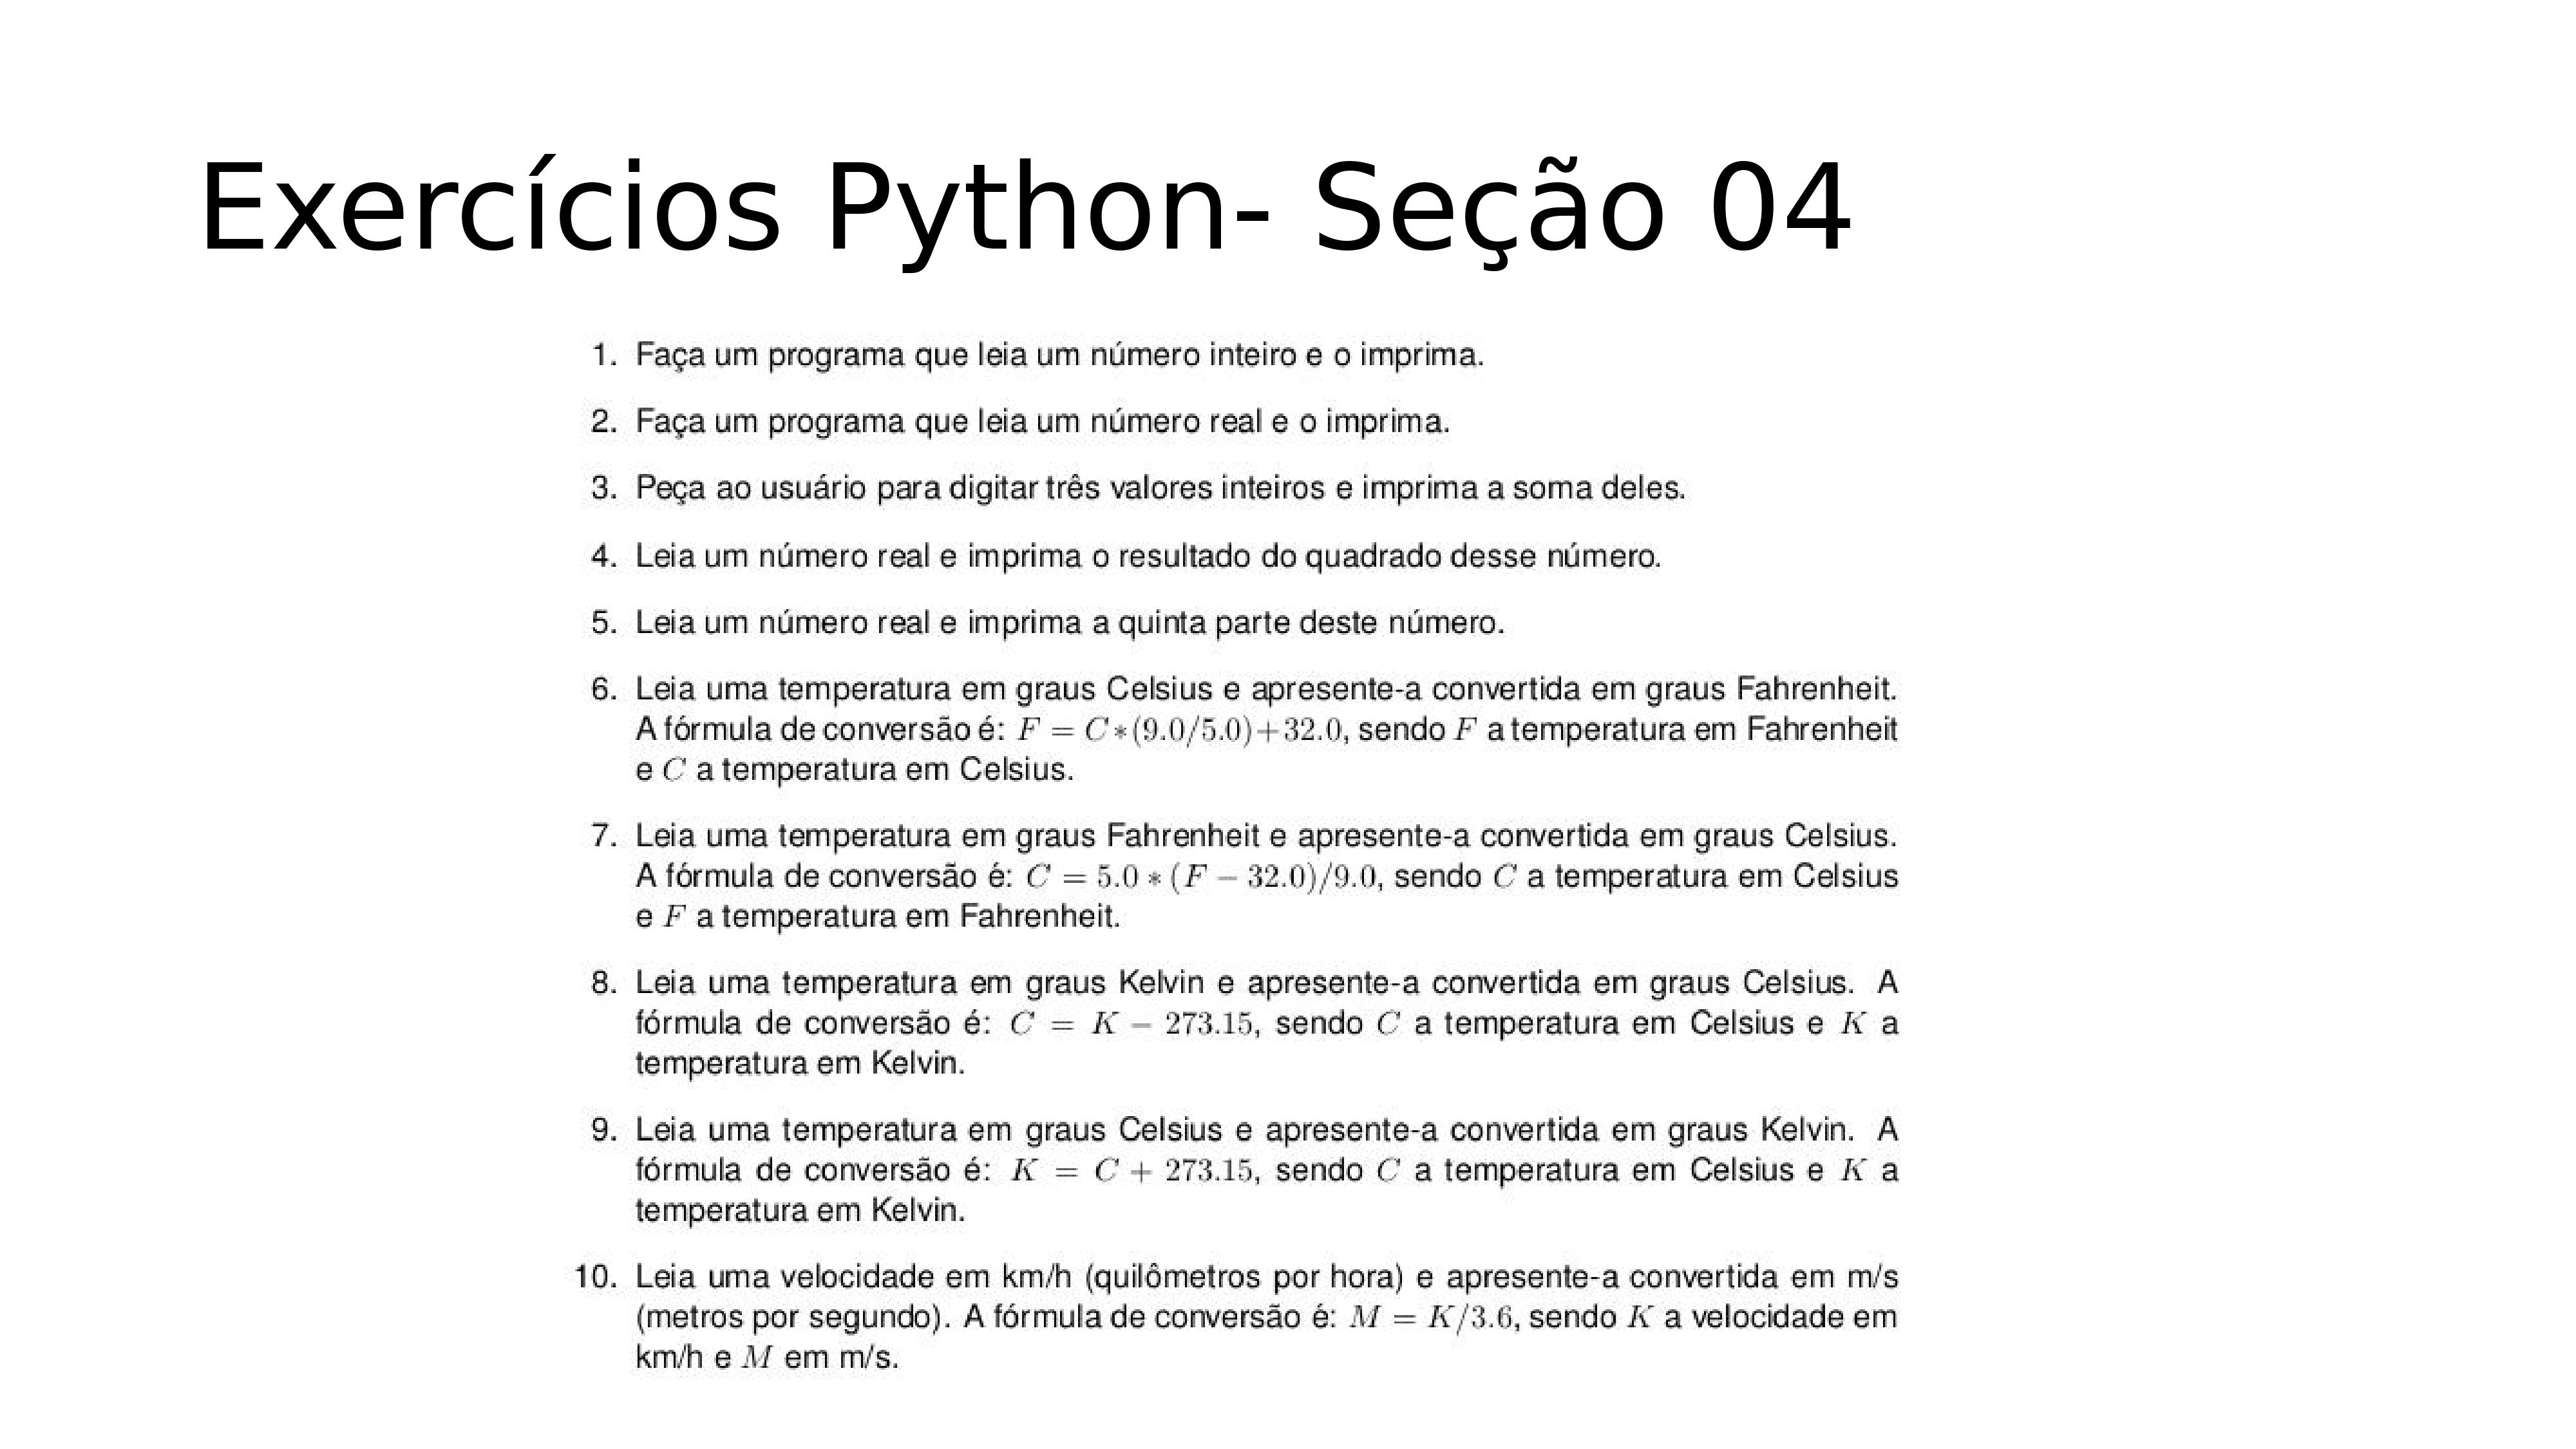 Exercícios Python- Seção 04
1. Faça um programa que leia um número inteiro e o imprima.
2. Faça um programa que leia um número real e o imprima.
3. Peça ao usuário para digitar três valores inteiros e imprima a soma deles.
4. Leia um número real e imprima o resultado do quadrado desse número.
5. Leia um número real e imprima a quinta parte deste número.
6. Leia uma temperatura em graus Celsius e apresente-a convertida em graus Fahrenheit.
A fórmula de conversão é: F = C*(9.0/5.0)+32.0, sendo F a temperatura em Fahrenheit
e C a temperatura em Celsius.
7. Leia uma temperatura em graus Fahrenheit e apresente-a convertida em graus Celsius.
A fórmula de conversão é: C = 5.0 * (F − 32.0)/9.0, sendo C a temperatura em Celsius
e F a temperatura em Fahrenheit.
8. Leia uma temperatura em graus Kelvin e apresente-a convertida em graus Celsius. A
fórmula de conversão é: C = K − 273.15, sendo C a temperatura em Celsius e K a
temperatura em Kelvin.
9. Leia uma temperatura em graus Celsius e apresente-a convertida em graus Kelvin. A
fórmula de conversão é: K = C + 273.15, sendo C a temperatura em Celsius e K a
temperatura em Kelvin.
10. Leia uma velocidade em km/h (quilômetros por hora) e apresente-a convertida em m/s
(metros por segundo). A fórmula de conversão é: M = K/3.6, sendo K a velocidade em
km/h e M em m/s.